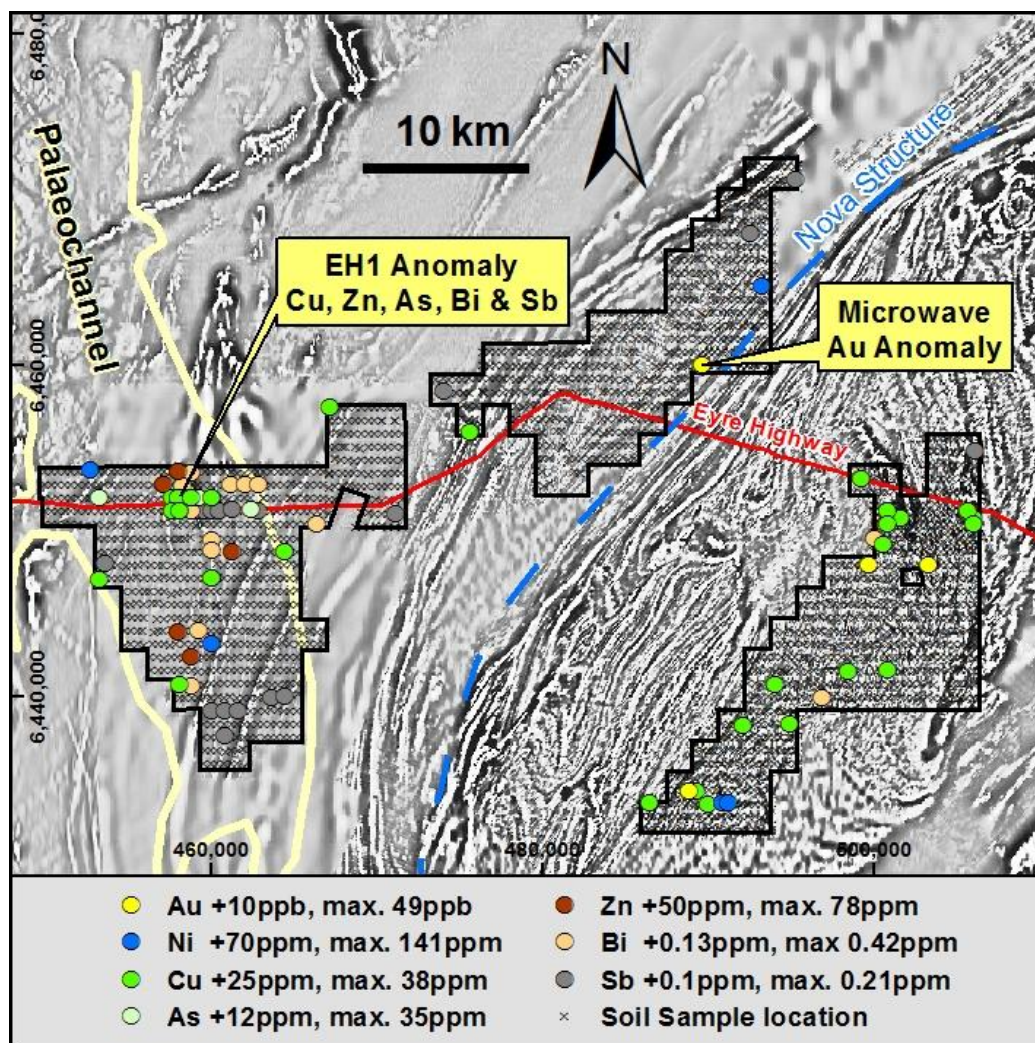 6,480,000
N
10 km
Palaeochannel
Nova Structure
EH1 Anomaly
Cu, Zn, As, Bi & Sb
Microwave
Au Anomaly
6,460,000
Eyre Highway
6,440,000
460,000
480,000
500,000
Au +10ppb, max. 49ppb
Zn +50ppm, max. 78ppm
Ni +70ppm, max. 141ppm
Bi +0.13ppm, max 0.42ppm
Cu +25ppm, max. 38ppm
Sb +0.1ppm, max. 0.21ppm
As +12ppm, max. 35ppm
Soil Sample location